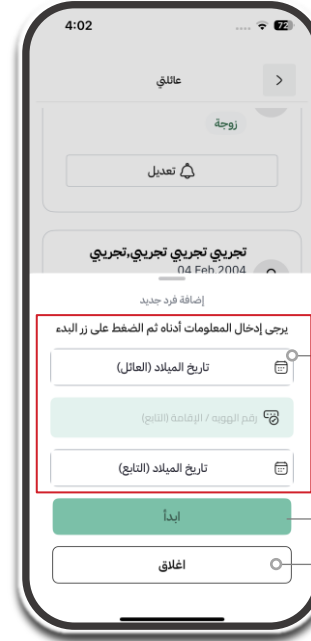 4:02
72
عائلتي
زوجة
تعديل
تجريبي تجريبي تجريبي,تجريبي
04 Feb 2004
إضافة فرد جديد
يرجى إدخال المعلومات أدناه ثم الضغط على زر البدء
تاريخ الميلاد (العائل)
رقم الهويه / الإقامة (التابع)
تاريخ الميلاد (التابع)
ابدأ
اغلاق